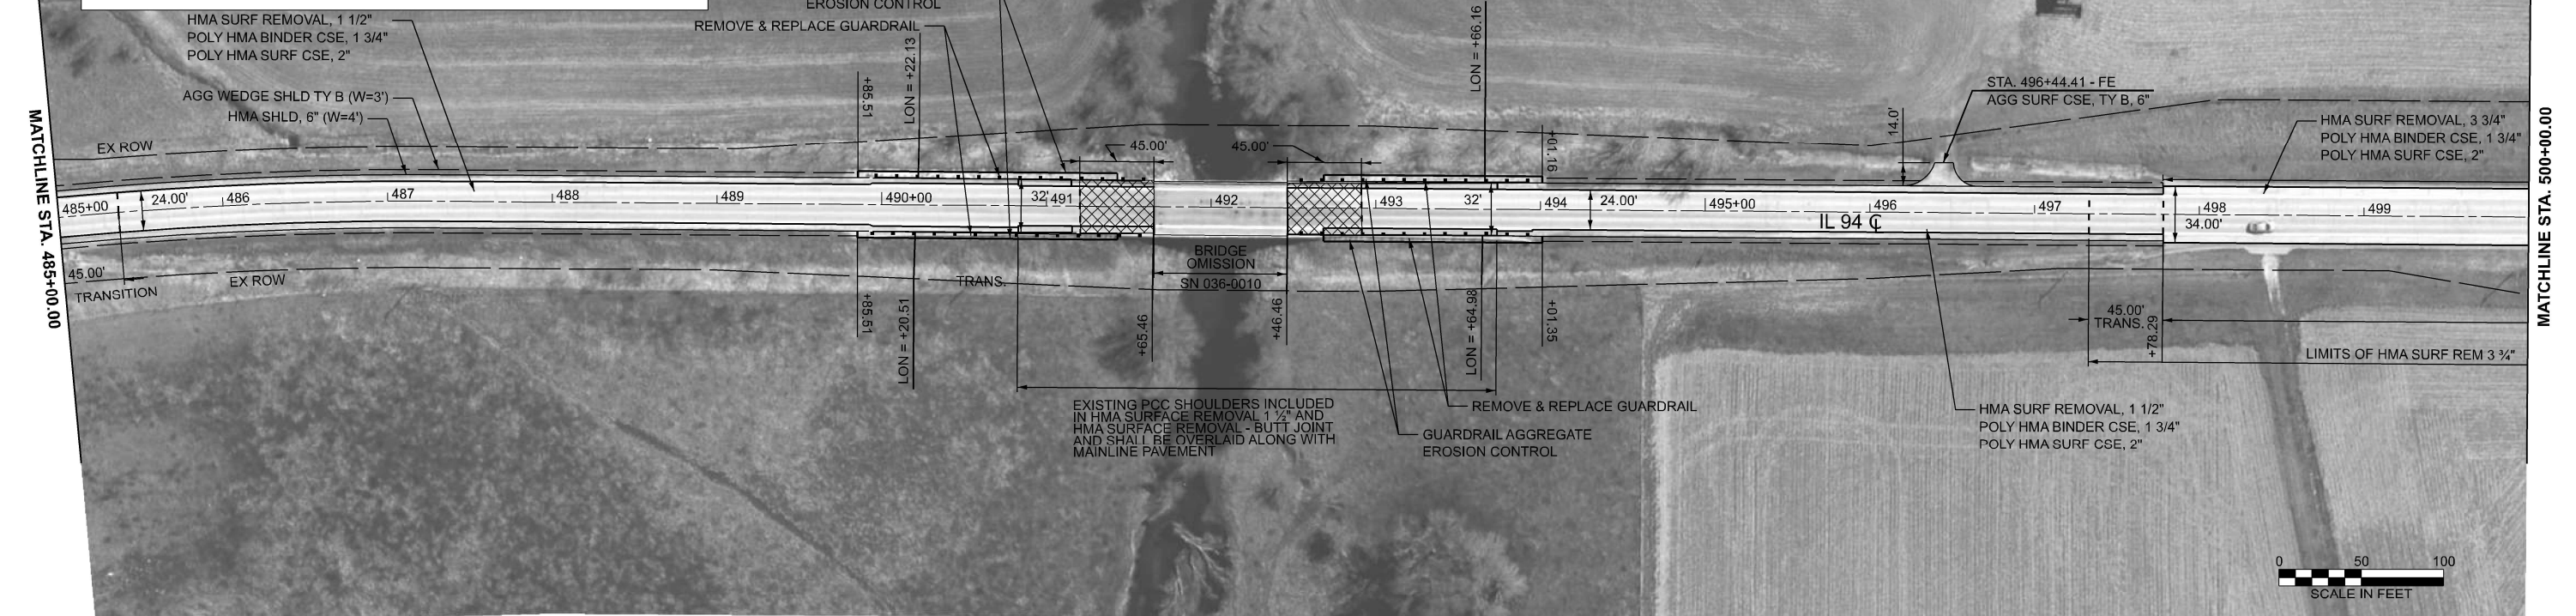 EROSION CONTROL
REMOVE & REPLACE GUARDRAIL
HMA SURF REMOVAL, 1 1/2"
POLY HMA BINDER CSE, 1 3/4"
POLY HMA SURF CSE, 2"
AGG WEDGE SHLD TY B (W=3')
HMA SHLD, 6" (W=4')
EX ROW
MATCHLINE STA. 485+00.00
+85.51
LON = +22.13
45.00'
45.00'
LON = +66.16
+01.16
14.0'
STA. 496+44.41 - FE
AGG SURF CSE, TY B, 6"
HMA SURF REMOVAL, 3 3/4"
POLY HMA BINDER CSE, 1 3/4"
POLY HMA SURF CSE, 2"
MATCHLINE STA. 500+00.00
485+00
24.00'
486
487
488
489
490+00
32'
491
492
493
32'
494
24.00'
495+00
496
497
498
499
IL 94 ℄
34.00'
45.00'
TRANSITION
EX ROW
TRANS.
BRIDGE
OMISSION
SN 036-0010
+85.51
LON = +20.51
+65.46
+46.46
LON = +64.98
+01.35
45.00'
TRANS.
+78.29
LIMITS OF HMA SURF REM 3 ¾"
EXISTING PCC SHOULDERS INCLUDED
IN HMA SURFACE REMOVAL 1 ½" AND
HMA SURFACE REMOVAL - BUTT JOINT
AND SHALL BE OVERLAID ALONG WITH
MAINLINE PAVEMENT
REMOVE & REPLACE GUARDRAIL
GUARDRAIL AGGREGATE
EROSION CONTROL
HMA SURF REMOVAL, 1 1/2"
POLY HMA BINDER CSE, 1 3/4"
POLY HMA SURF CSE, 2"
0 50 100
SCALE IN FEET